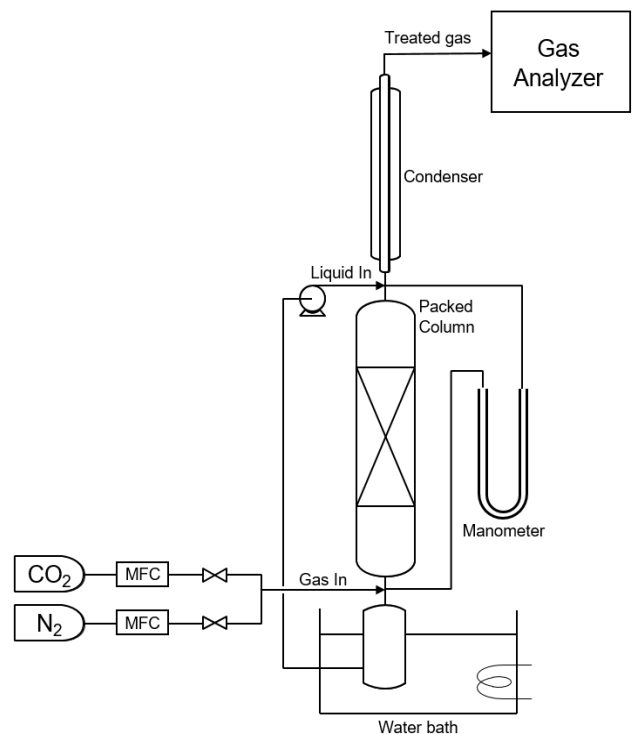 Treated gas
Gas
Analyzer
Condenser
Liquid In
Packed
Column
Manometer
CO₂
MFC
Gas In
N₂
MFC
Water bath